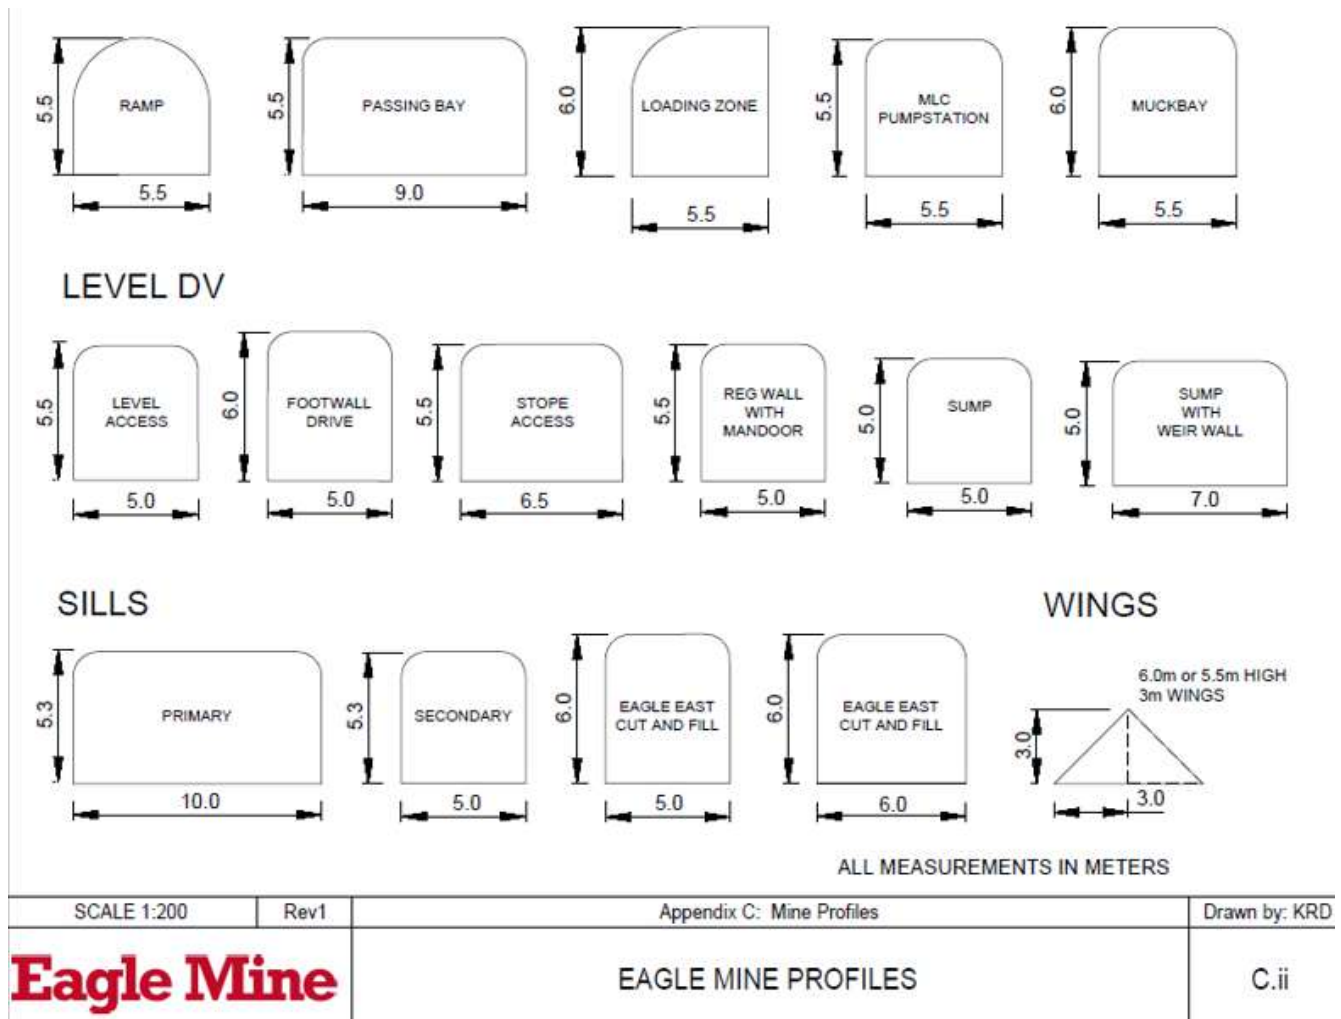 5.5
RAMP
5.5
5.5
PASSING BAY
9.0
6.0
LOADING ZONE
5.5
5.5
MLC
PUMPSTATION
5.5
6.0
MUCKBAY
5.5
LEVEL DV
5.5
LEVEL
ACCESS
5.0
6.0
FOOTWALL
DRIVE
5.0
5.5
STOPE
ACCESS
6.5
5.5
REG WALL
WITH
MANDOOR
5.0
5.0
SUMP
5.0
5.0
SUMP
WITH
WEIR WALL
7.0
SILLS
5.3
PRIMARY
10.0
5.3
SECONDARY
5.0
6.0
EAGLE EAST
CUT AND FILL
5.0
6.0
EAGLE EAST
CUT AND FILL
6.0
WINGS
6.0m or 5.5m HIGH
3m WINGS
3.0
3.0
ALL MEASUREMENTS IN METERS
SCALE 1:200
Rev1
Appendix C: Mine Profiles
Drawn by: KRD
Eagle Mine
EAGLE MINE PROFILES
C.ii